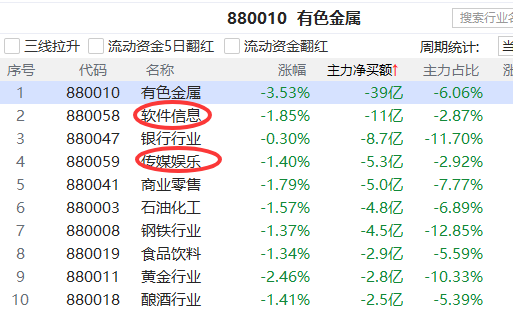 880010 有色金属 搜索行业名
三线拉升 流动资金5日翻红 流动资金翻红 周期统计：
序号 代码 名称 涨幅 主力净买额↑ 主力占比
1 880010 有色金属 -3.53% -39亿 -6.06%
2 880058 软件信息 -1.85% -11亿 -2.87%
3 880047 银行行业 -0.30% -8.7亿 -11.70%
4 880059 传媒娱乐 -1.40% -5.3亿 -2.92%
5 880041 商业零售 -1.79% -5.0亿 -7.77%
6 880003 石油化工 -1.57% -4.8亿 -6.89%
7 880008 钢铁行业 -1.37% -4.5亿 -12.85%
8 880019 食品饮料 -1.34% -2.9亿 -5.59%
9 880011 黄金行业 -2.46% -2.8亿 -10.33%
10 880018 酿酒行业 -1.41% -2.5亿 -5.39%